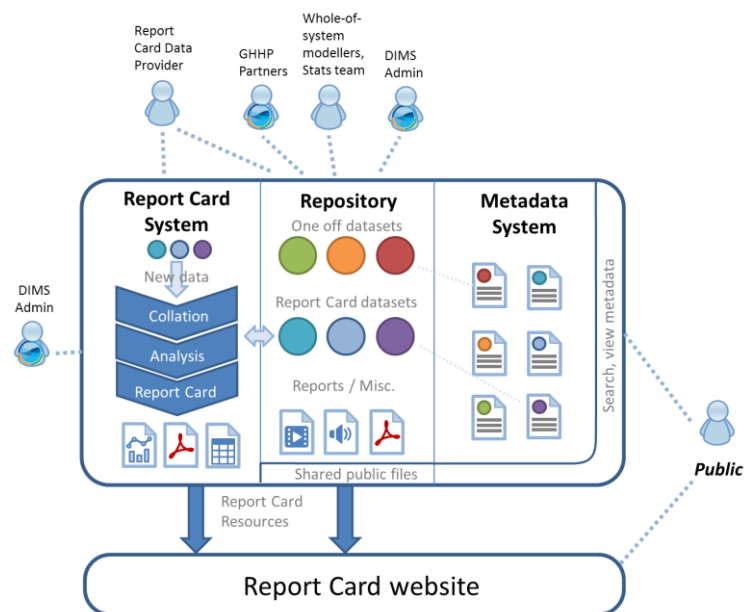 Report
Card Data
Provider
GHHP
Partners
Whole-of-
system
modellers,
Stats team
DIMS
Admin
Report Card
System
Repository
Metadata
System
One off datasets
New data
Report Card datasets
Collation
Analysis
Report Card
Reports / Misc.
Search, view metadata
DIMS
Admin
Public
Shared public files
Report Card
Resources
Report Card website